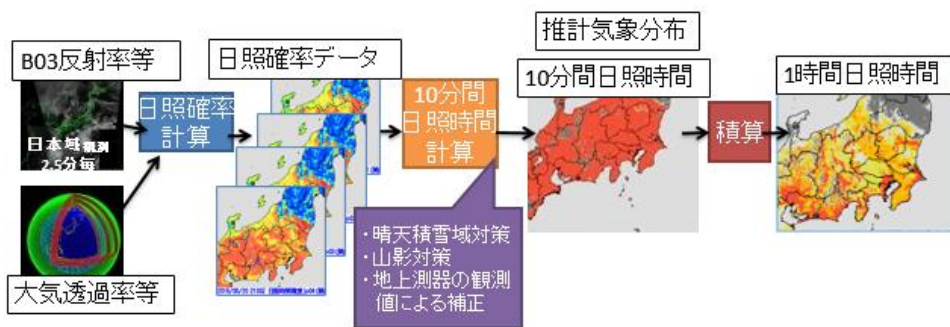 B03反射率等
日本域観測
2.5分毎
大気透過率等
日照確率
計算
日照確率データ
10分間
日照時間
計算
・晴天積雪域対策
・山影対策
・地上測器の観測
値による補正
推計気象分布
10分間日照時間
積算
1時間日照時間